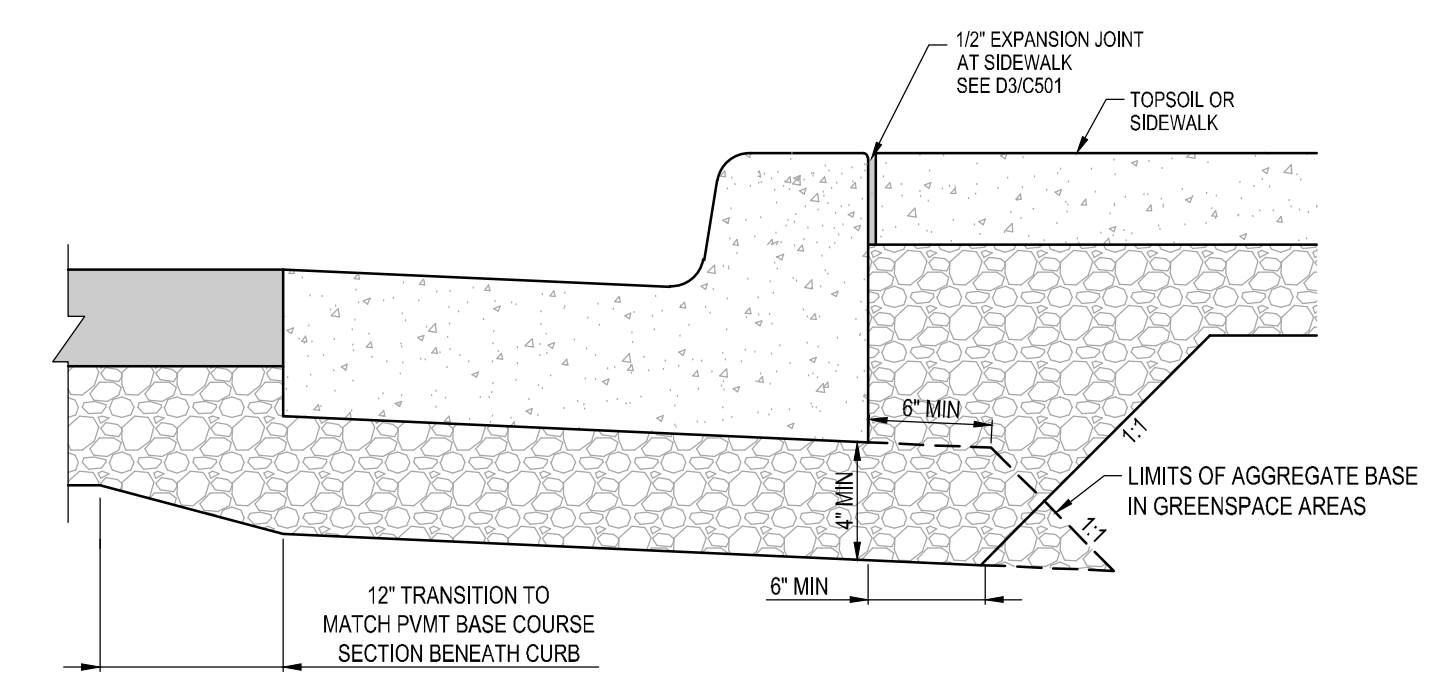 1/2" EXPANSION JOINT
AT SIDEWALK
SEE D3/C501
TOPSOIL OR
SIDEWALK
6" MIN
1:1
LIMITS OF AGGREGATE BASE
IN GREENSPACE AREAS
4" MIN
1:1
6" MIN
12" TRANSITION TO
MATCH PVMT BASE COURSE
SECTION BENEATH CURB